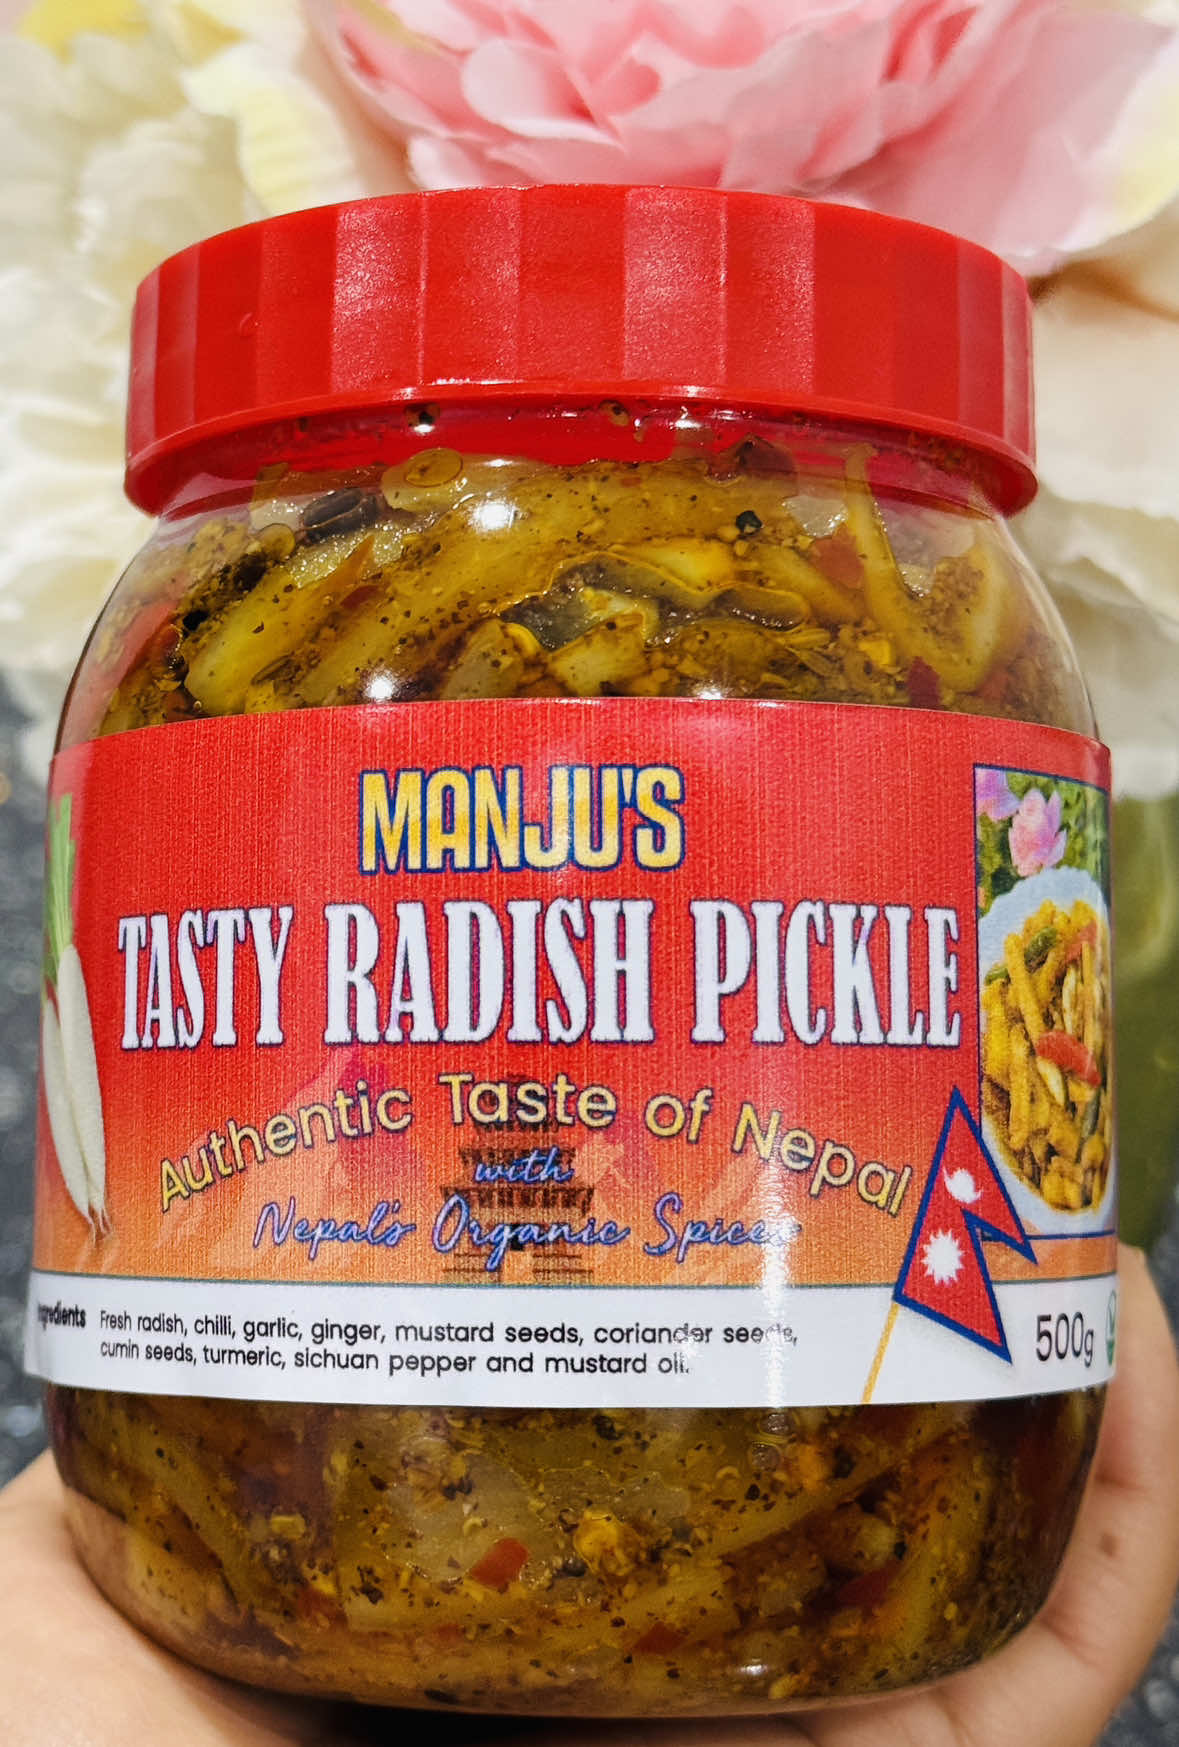 MANJU'S
TASTY RADISH PICKLE
Authentic Taste of Nepal
with
Nepal's Organic Spices
Ingredients Fresh radish, chilli, garlic, ginger, mustard seeds, coriander seeds,
cumin seeds, turmeric, sichuan pepper and mustard oil.
500g